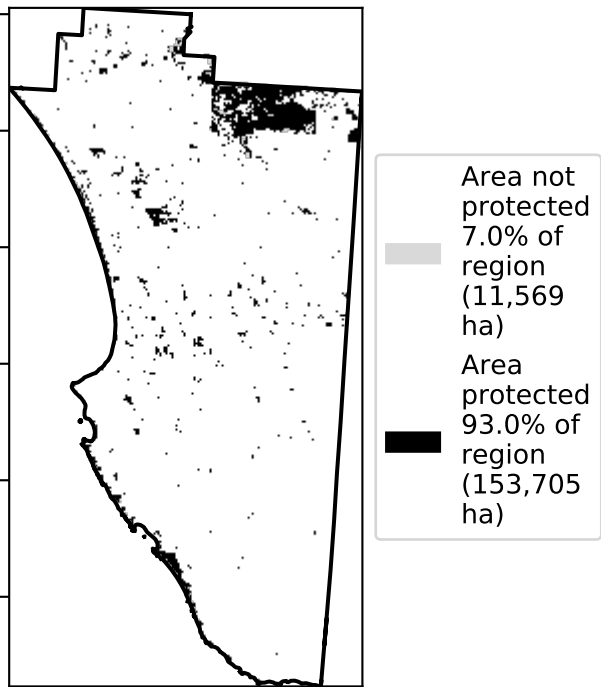 Area not
protected
7.0% of
region
(11,569
ha)
Area
protected
93.0% of
region
(153,705
ha)